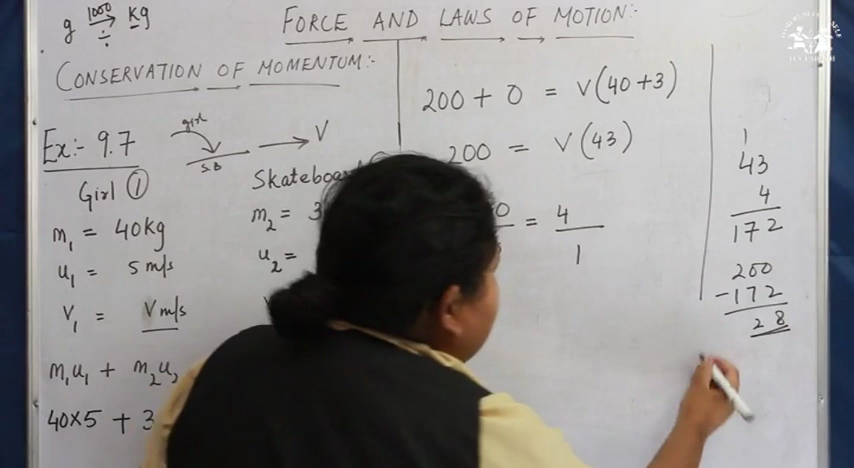 g 1000 → ÷ kg
FORCE AND LAWS OF MOTION:-
CONSERVATION OF MOMENTUM:-
Ex:- 9.7
girl
S.B
V
Girl ①
m₁ = 40kg
u₁ = 5 m/s
V₁ = V m/s
m₁u₁ + m₂u₂
40×5 + 3
Skateboa
m₂ = 3
u₂ =
200 + 0 = V(40+3)
200 = V(43)
0 = 4
1
1
43
4
172
200
-172
28